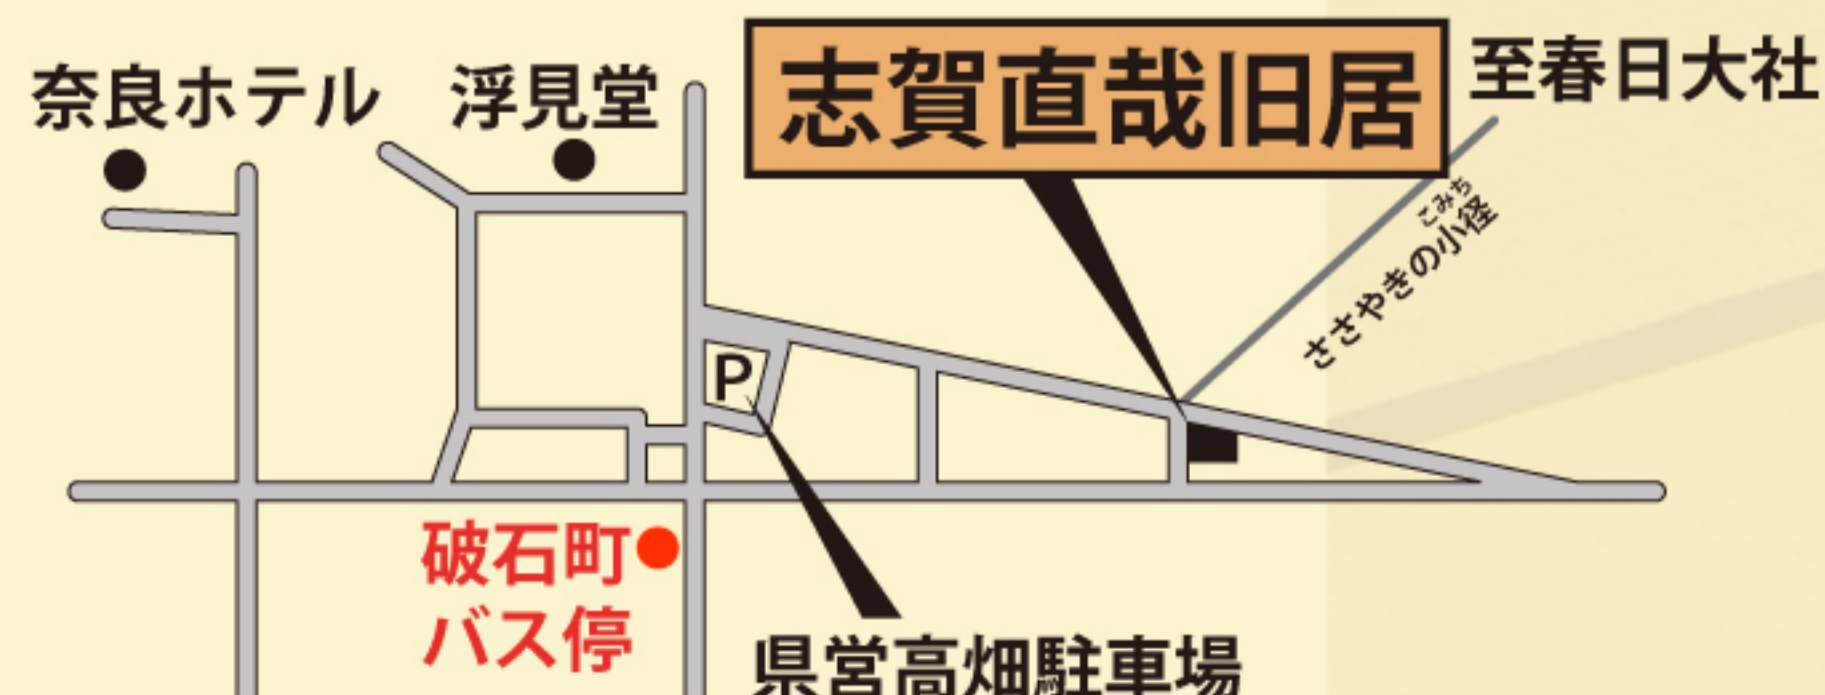 奈良ホテル
浮見堂
志賀直哉旧居
至春日大社
こみち
ささやきの小径
P
破石町
バス停
県営高畑駐車場